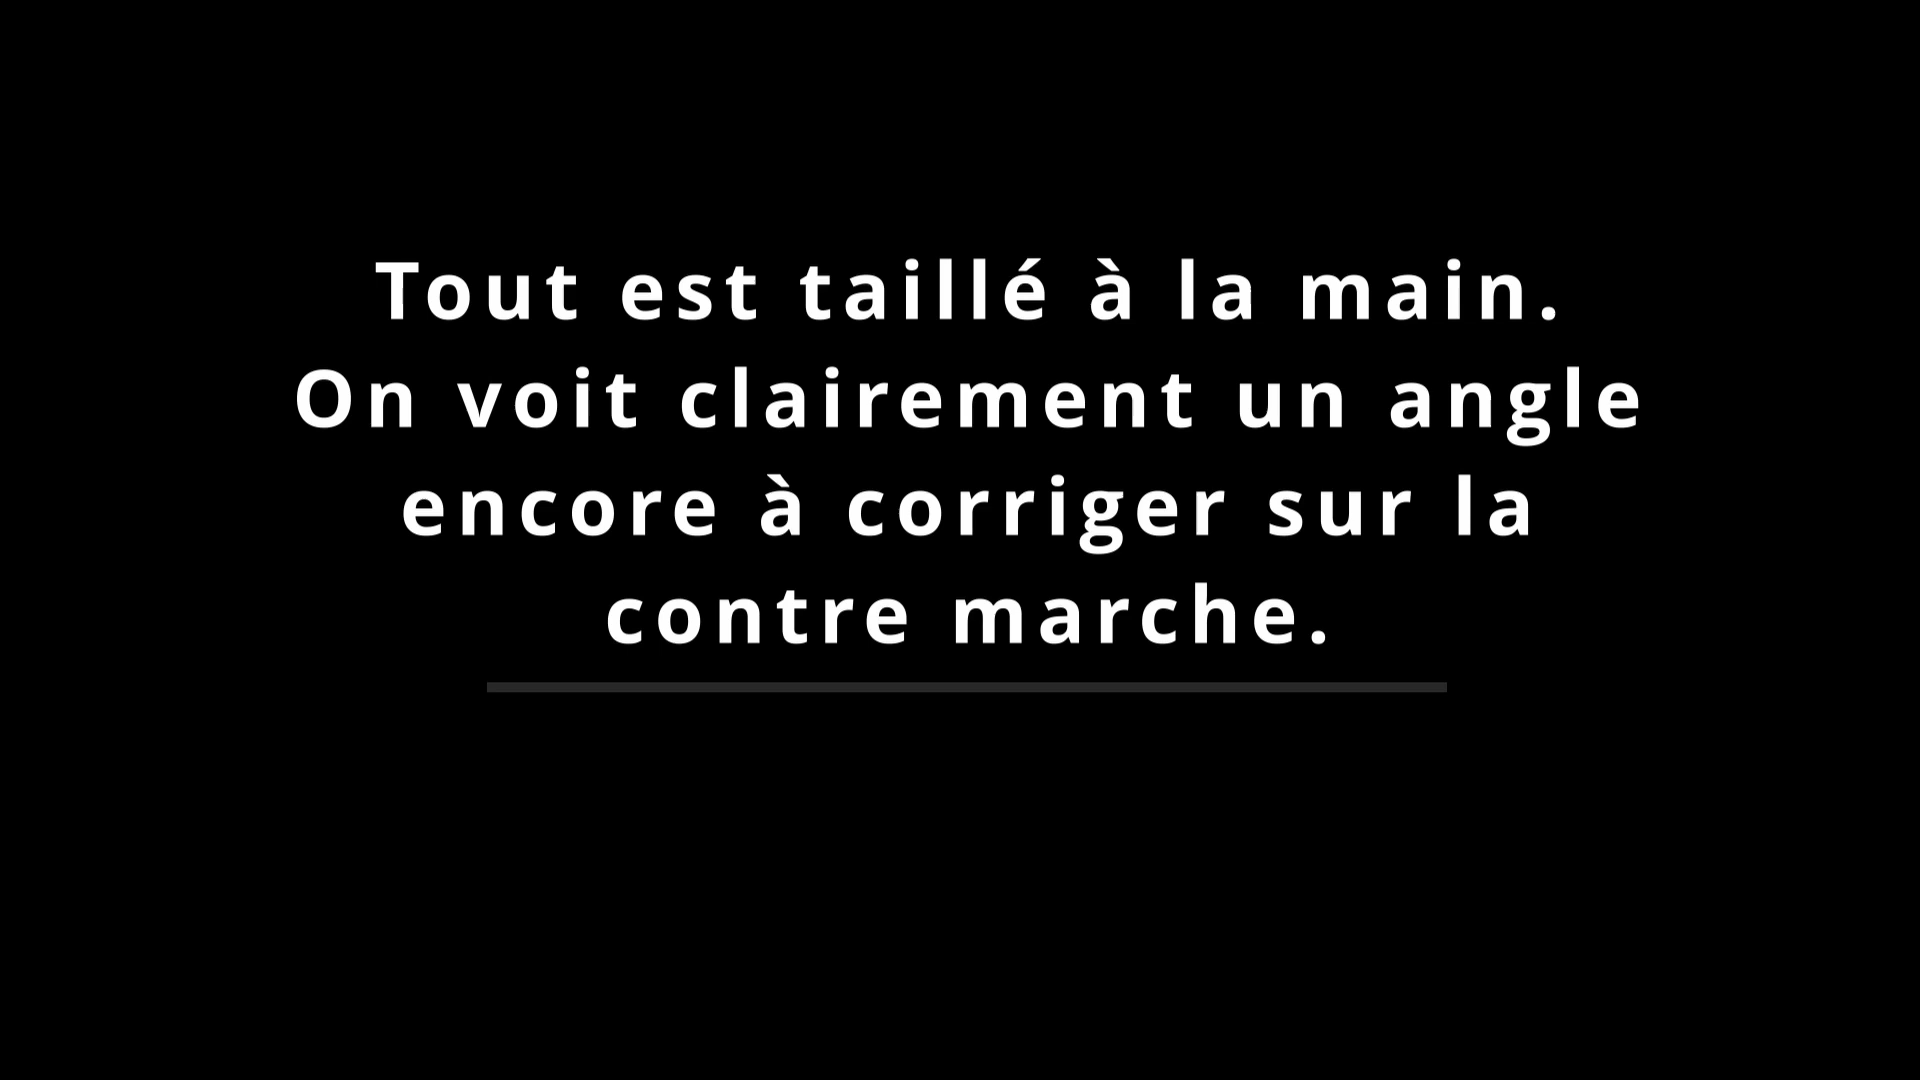 Tout est taillé à la main.
On voit clairement un angle
encore à corriger sur la
contre marche.